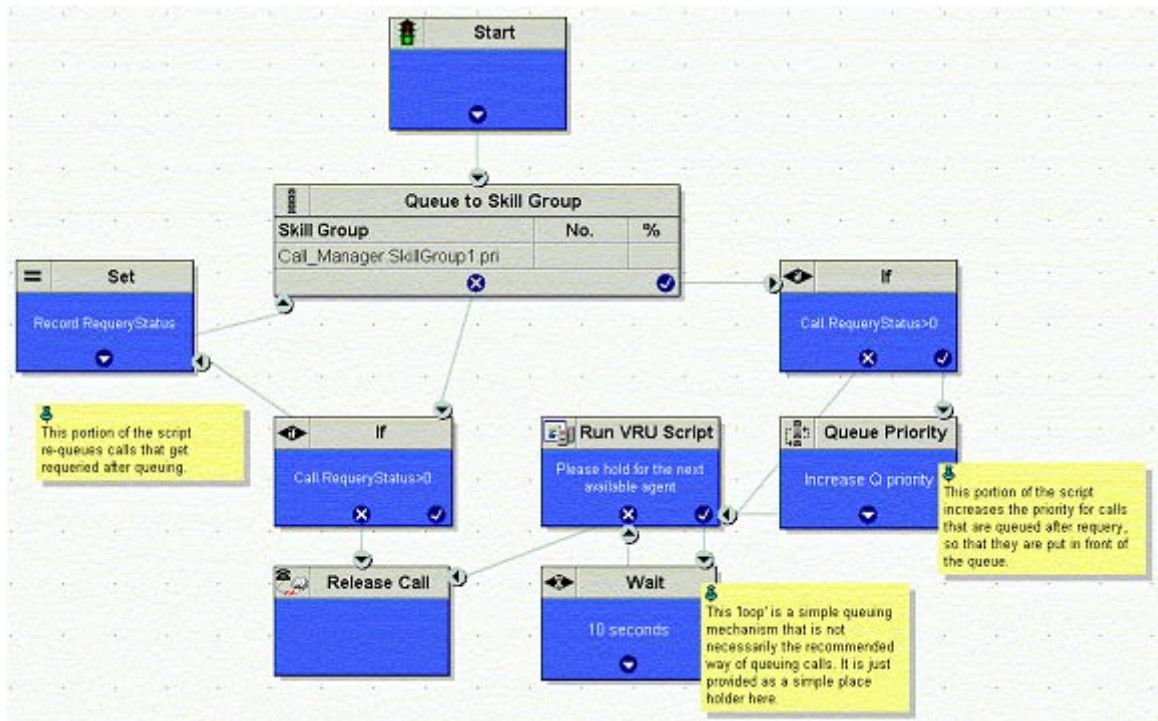 Start
Queue to Skill Group
Skill Group No. %
Call_Manager.SkillGroup1.pri
Set
Record RequeryStatus
If
Call.RequeryStatus>0
This portion of the script
re-queues calls that get
requeried after queuing.
If
Call.RequeryStatus>0
Run VRU Script
Please hold for the next
available agent
Queue Priority
Increase Q priority
This portion of the script
increases the priority for calls
that are queued after requery,
so that they are put in front of
the queue.
Release Call
Wait
10 seconds
This 'loop' is a simple queuing
mechanism that is not
necessarily the recommended
way of queuing calls. It is just
provided as a simple place
holder here.